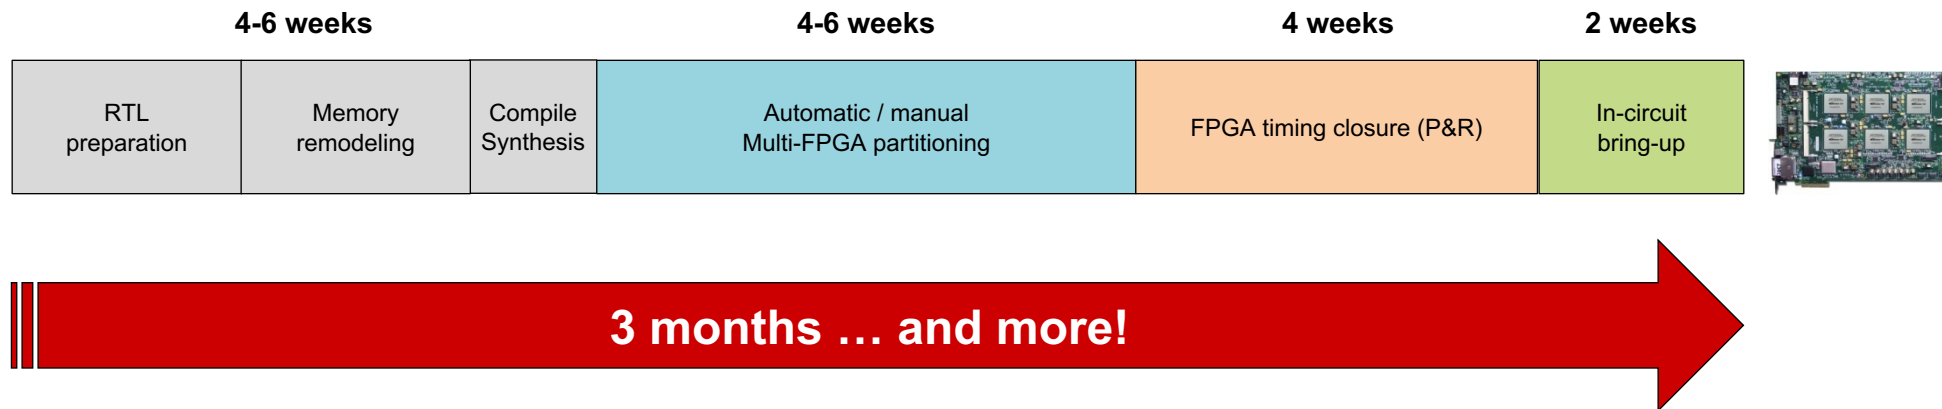 4-6 weeks
4-6 weeks
4 weeks
2 weeks
RTL
preparation
Memory
remodeling
Compile
Synthesis
Automatic / manual
Multi-FPGA partitioning
FPGA timing closure (P&R)
In-circuit
bring-up
3 months … and more!